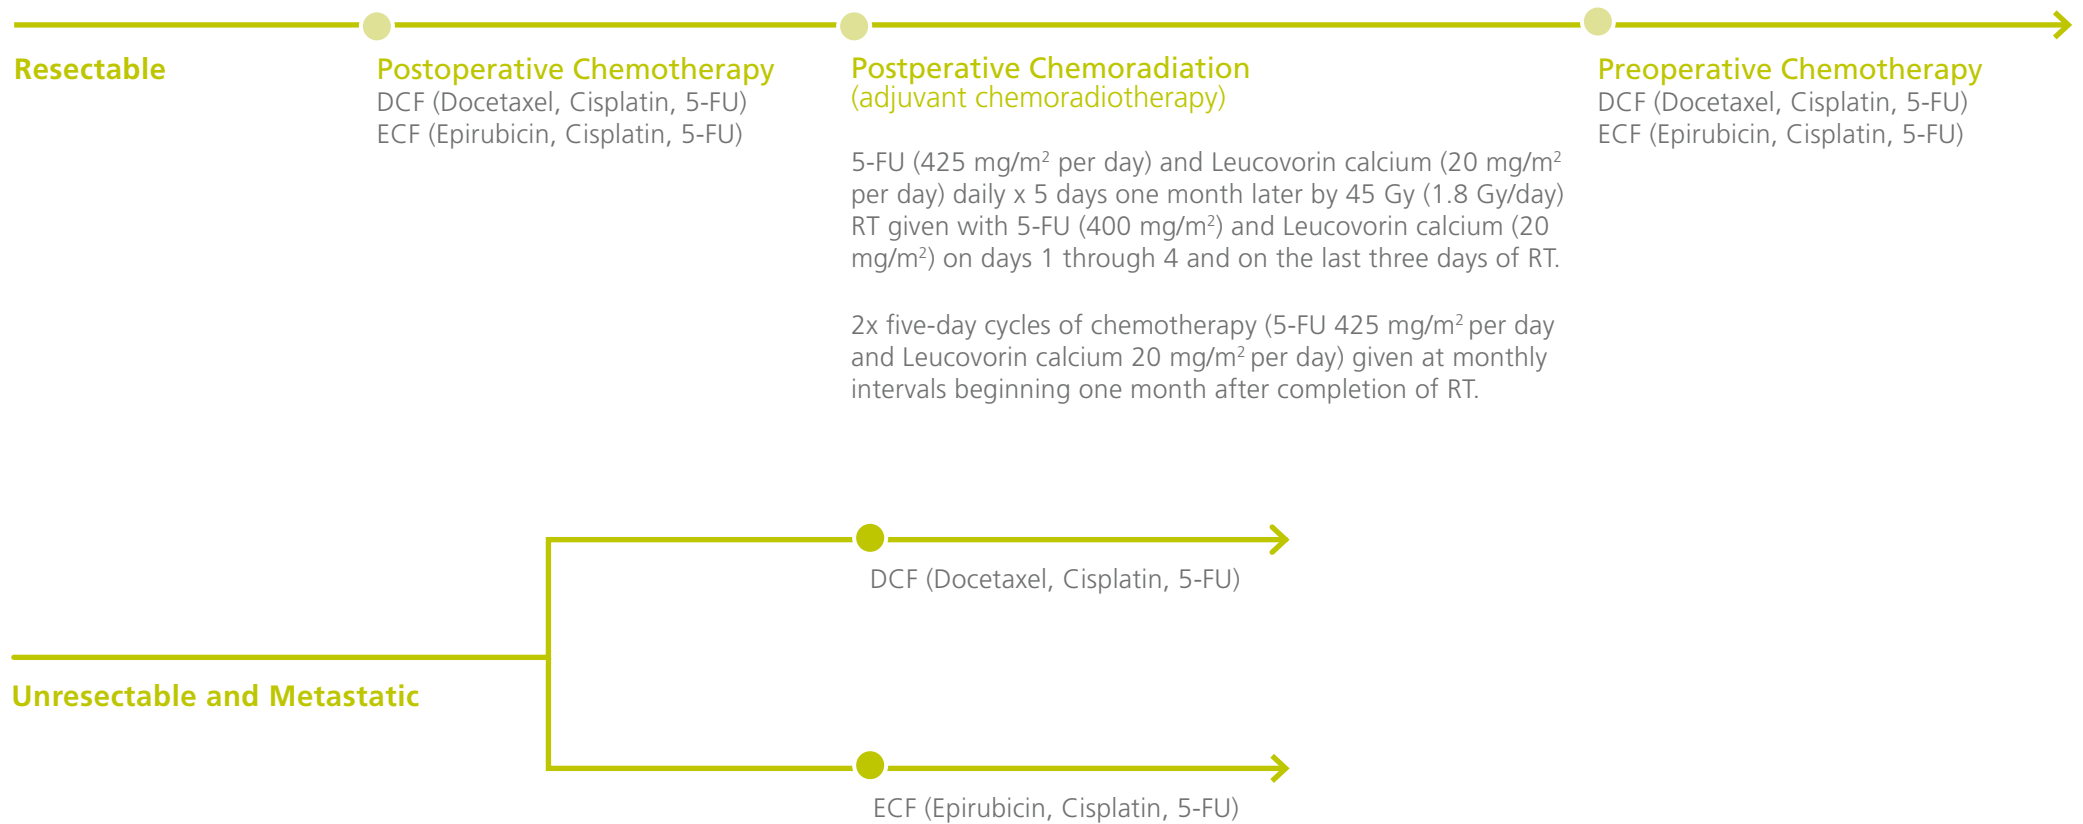 Resectable
Postoperative Chemotherapy
DCF (Docetaxel, Cisplatin, 5-FU)
ECF (Epirubicin, Cisplatin, 5-FU)
Postperative Chemoradiation
(adjuvant chemoradiotherapy)
5-FU (425 mg/m² per day) and Leucovorin calcium (20 mg/m²
per day) daily x 5 days one month later by 45 Gy (1.8 Gy/day)
RT given with 5-FU (400 mg/m²) and Leucovorin calcium (20
mg/m²) on days 1 through 4 and on the last three days of RT.
2x five-day cycles of chemotherapy (5-FU 425 mg/m² per day
and Leucovorin calcium 20 mg/m² per day) given at monthly
intervals beginning one month after completion of RT.
Preoperative Chemotherapy
DCF (Docetaxel, Cisplatin, 5-FU)
ECF (Epirubicin, Cisplatin, 5-FU)
Unresectable and Metastatic
DCF (Docetaxel, Cisplatin, 5-FU)
ECF (Epirubicin, Cisplatin, 5-FU)